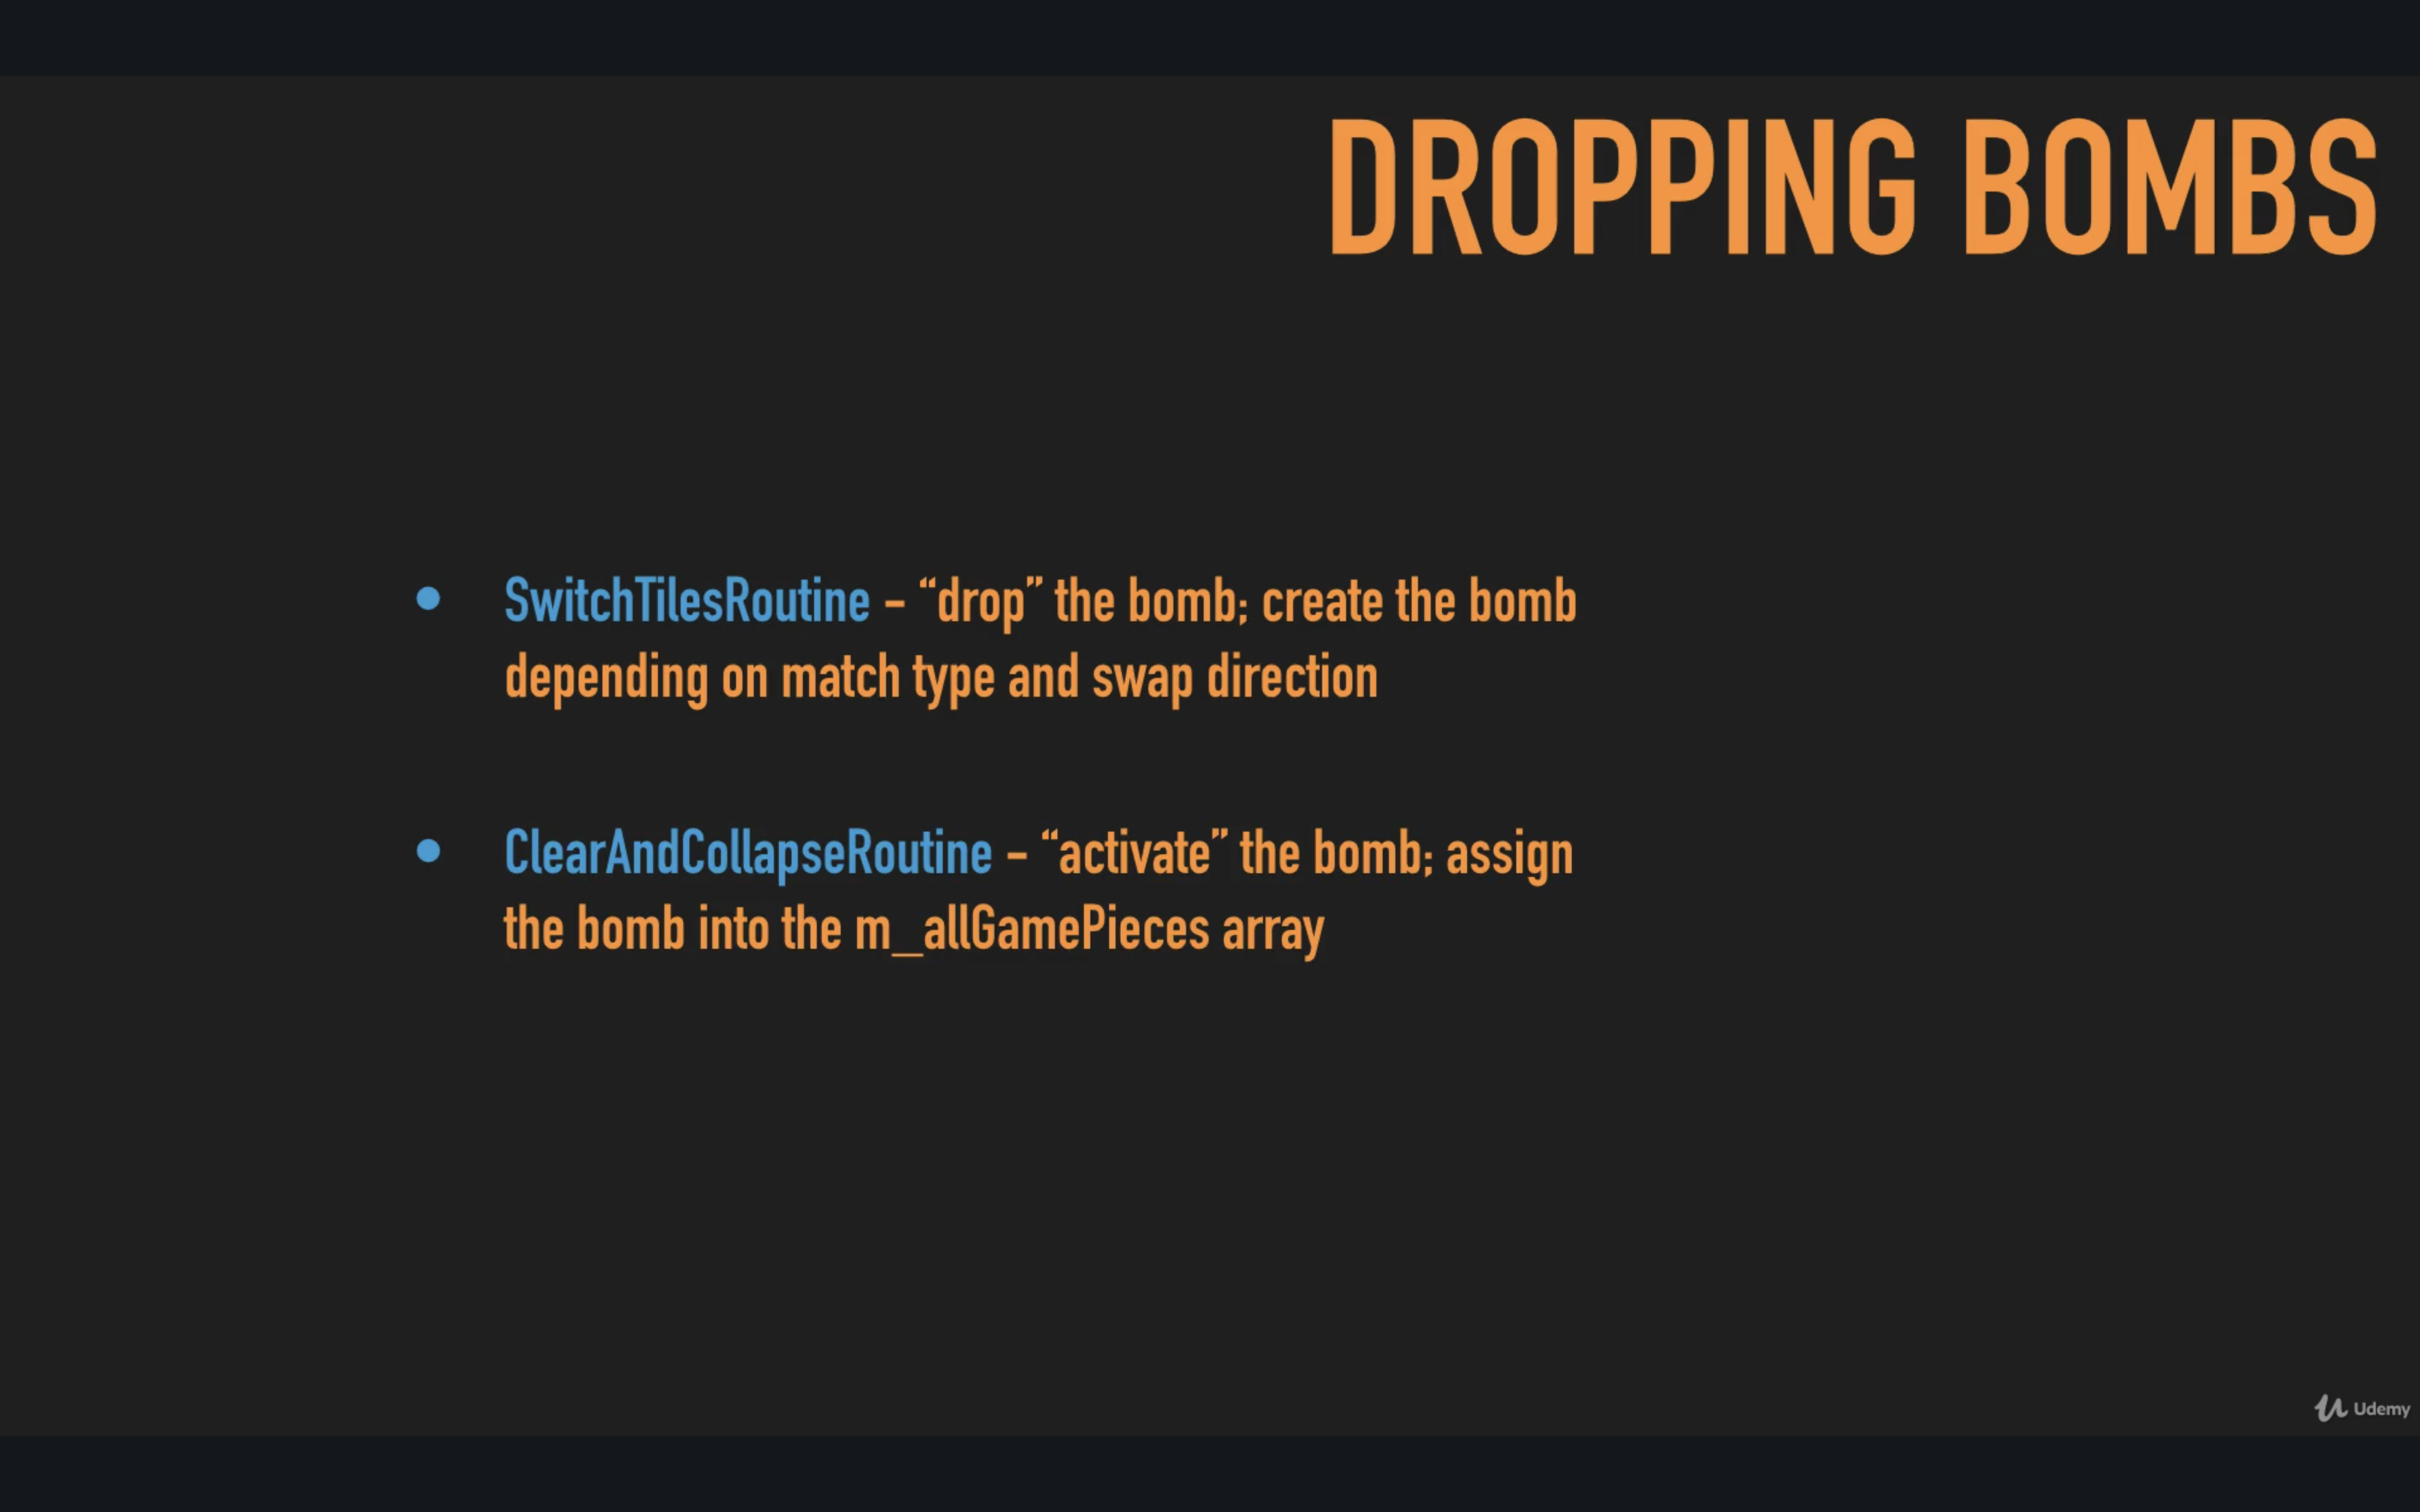 DROPPING BOMBS
• SwitchTilesRoutine – “drop” the bomb; create the bomb
depending on match type and swap direction
• ClearAndCollapseRoutine – “activate” the bomb; assign
the bomb into the m_allGamePieces array
Udemy